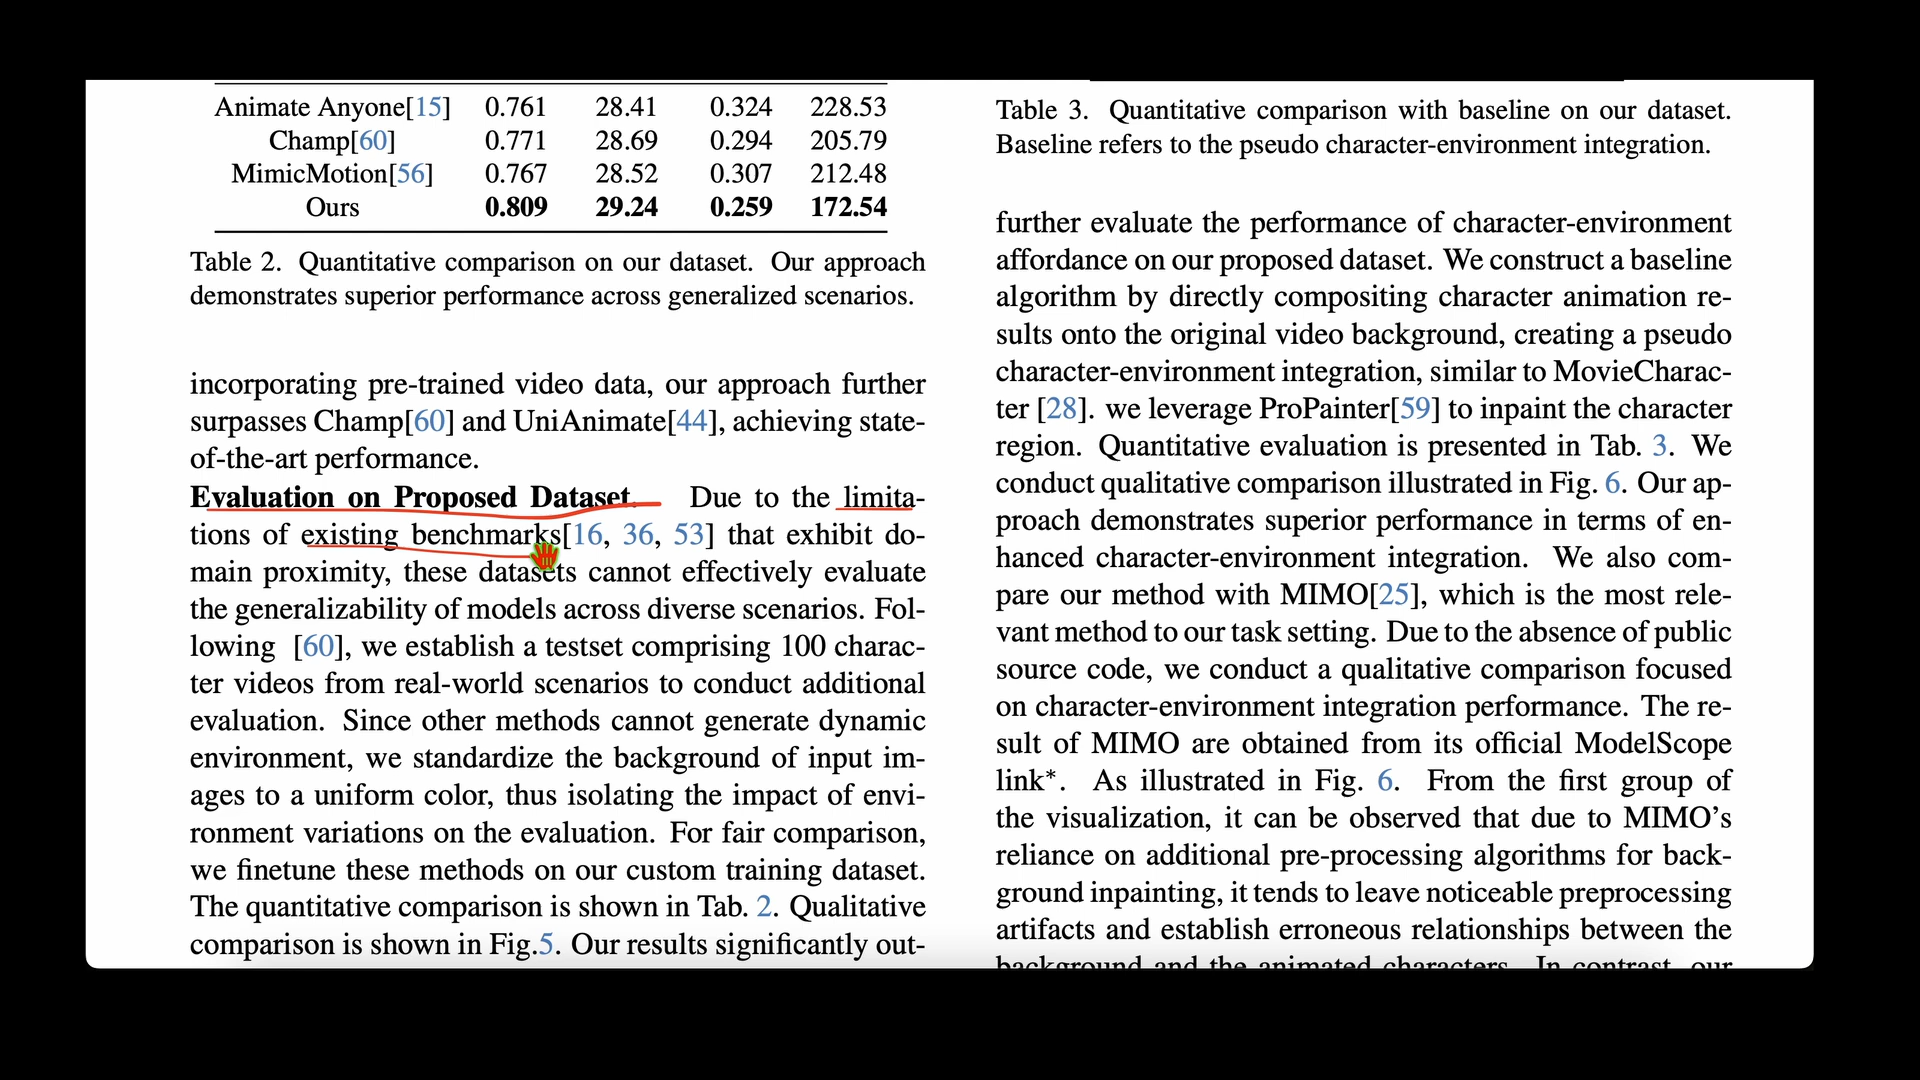 Animate Anyone[15] 0.761 28.41 0.324 228.53
Champ[60] 0.771 28.69 0.294 205.79
MimicMotion[56] 0.767 28.52 0.307 212.48
Ours 0.809 29.24 0.259 172.54
Table 2. Quantitative comparison on our dataset. Our approach
demonstrates superior performance across generalized scenarios.
incorporating pre-trained video data, our approach further
surpasses Champ[60] and UniAnimate[44], achieving state-
of-the-art performance.
Evaluation on Proposed Dataset. Due to the limita-
tions of existing benchmarks[16, 36, 53] that exhibit do-
main proximity, these datasets cannot effectively evaluate
the generalizability of models across diverse scenarios. Fol-
lowing [60], we establish a testset comprising 100 charac-
ter videos from real-world scenarios to conduct additional
evaluation. Since other methods cannot generate dynamic
environment, we standardize the background of input im-
ages to a uniform color, thus isolating the impact of envi-
ronment variations on the evaluation. For fair comparison,
we finetune these methods on our custom training dataset.
The quantitative comparison is shown in Tab. 2. Qualitative
comparison is shown in Fig.5. Our results significantly out-
Table 3. Quantitative comparison with baseline on our dataset.
Baseline refers to the pseudo character-environment integration.
further evaluate the performance of character-environment
affordance on our proposed dataset. We construct a baseline
algorithm by directly compositing character animation re-
sults onto the original video background, creating a pseudo
character-environment integration, similar to MovieCharac-
ter [28]. we leverage ProPainter[59] to inpaint the character
region. Quantitative evaluation is presented in Tab. 3. We
conduct qualitative comparison illustrated in Fig. 6. Our ap-
proach demonstrates superior performance in terms of en-
hanced character-environment integration. We also com-
pare our method with MIMO[25], which is the most rele-
vant method to our task setting. Due to the absence of public
source code, we conduct a qualitative comparison focused
on character-environment integration performance. The re-
sult of MIMO are obtained from its official ModelScope
link*. As illustrated in Fig. 6. From the first group of
the visualization, it can be observed that due to MIMO's
reliance on additional pre-processing algorithms for back-
ground inpainting, it tends to leave noticeable preprocessing
artifacts and establish erroneous relationships between the
background and the animated characters. In contrast, our